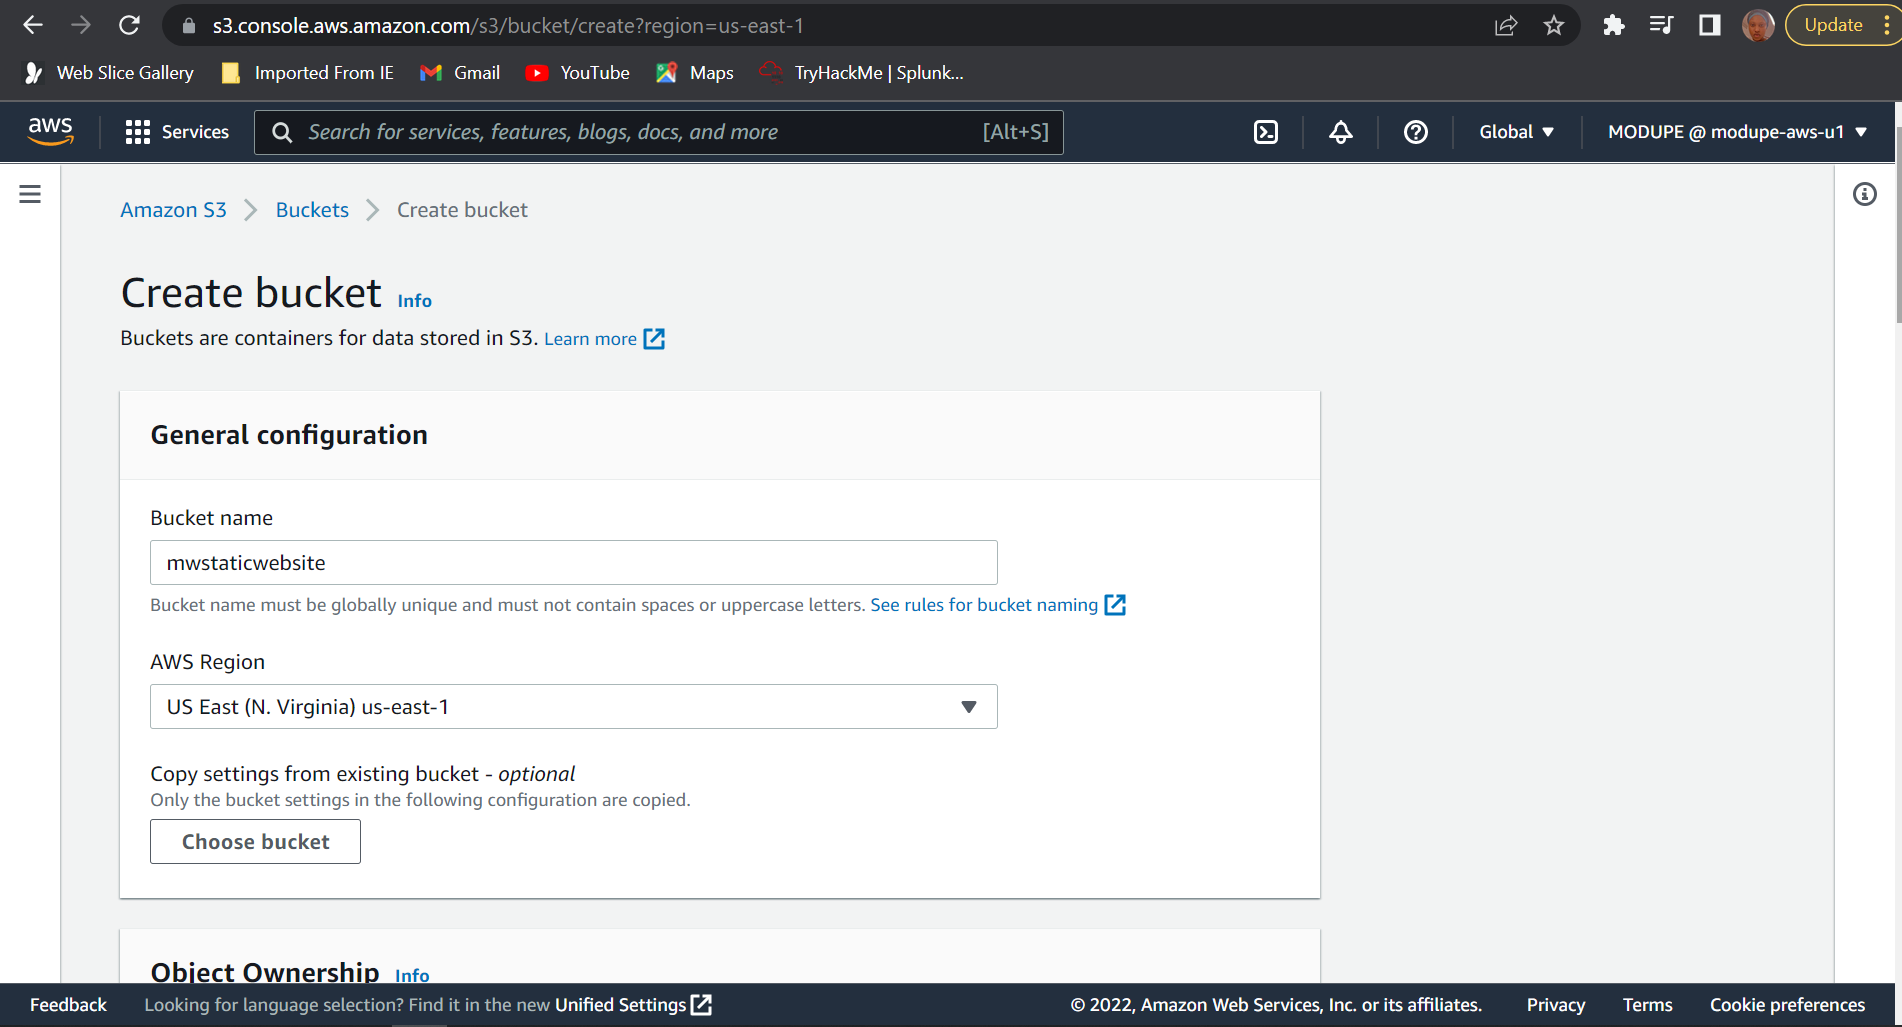 s3.console.aws.amazon.com/s3/bucket/create?region=us-east-1
Update
Web Slice Gallery Imported From IE Gmail YouTube Maps TryHackMe | Splunk...
aws Services Search for services, features, blogs, docs, and more [Alt+S] Global MODUPE @ modupe-aws-u1
Amazon S3 Buckets Create bucket
Create bucket Info
Buckets are containers for data stored in S3. Learn more
General configuration
Bucket name
mwstaticwebsite
Bucket name must be globally unique and must not contain spaces or uppercase letters. See rules for bucket naming
AWS Region
US East (N. Virginia) us-east-1
Copy settings from existing bucket - optional
Only the bucket settings in the following configuration are copied.
Choose bucket
Object Ownership Info
Feedback Looking for language selection? Find it in the new Unified Settings © 2022, Amazon Web Services, Inc. or its affiliates. Privacy Terms Cookie preferences